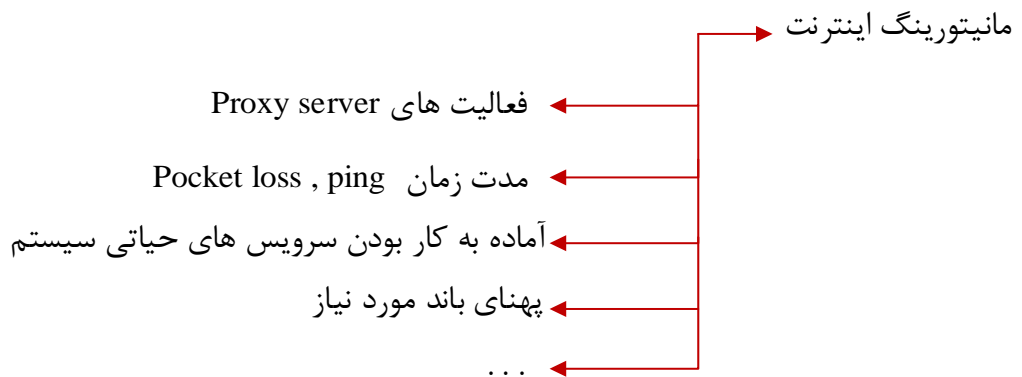 مانیتورینگ اینترنت
فعالیت های Proxy server
مدت زمان Pocket loss , ping
آماده به کار بودن سرویس های حیاتی سیستم
پهنای باند مورد نیاز
. . .